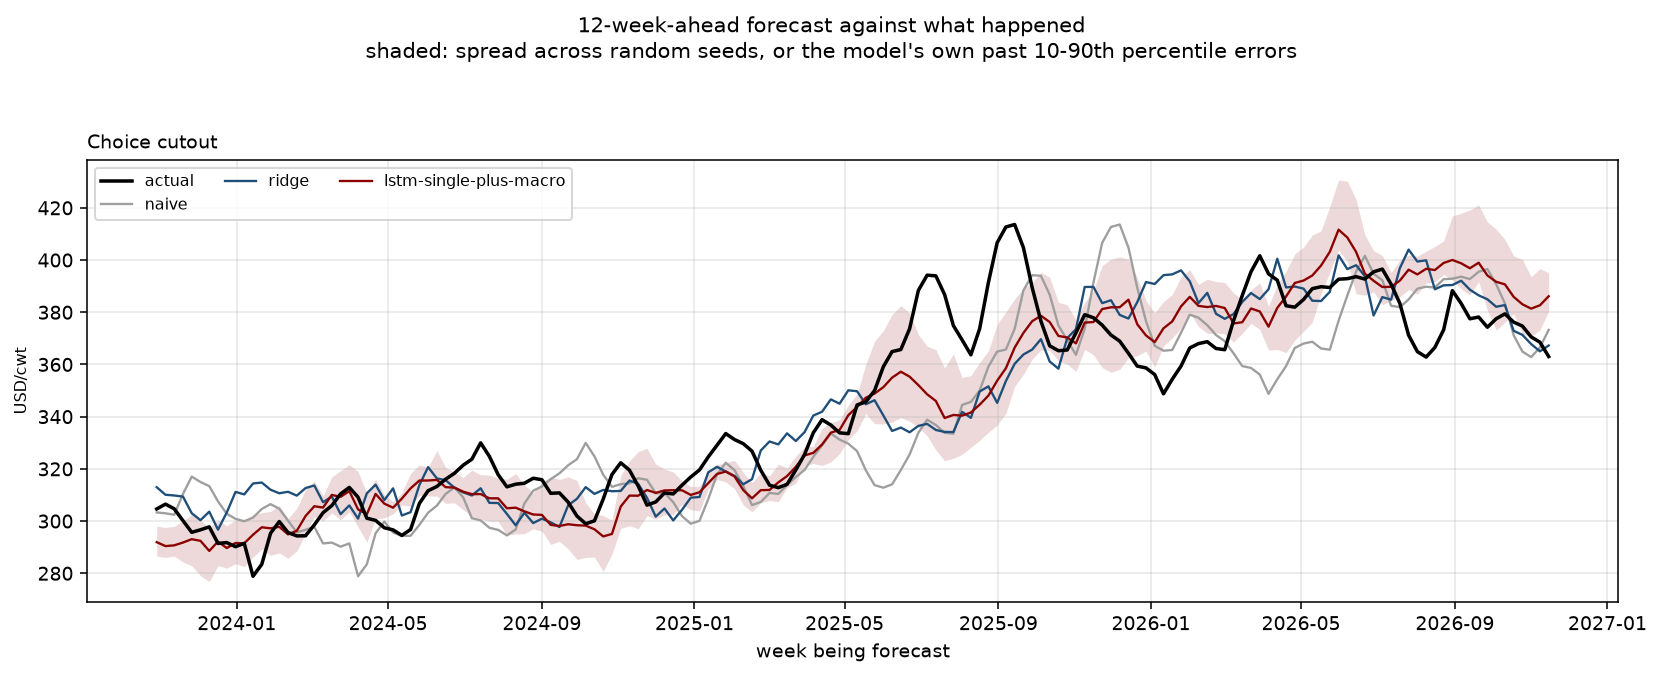 12-week-ahead forecast against what happened
shaded: spread across random seeds, or the model's own past 10-90th percentile errors
Choice cutout
actual
ridge
lstm-single-plus-macro
naive
USD/cwt
420
400
380
360
340
320
300
280
2024-01
2024-05
2024-09
2025-01
2025-05
2025-09
2026-01
2026-05
2026-09
2027-01
week being forecast